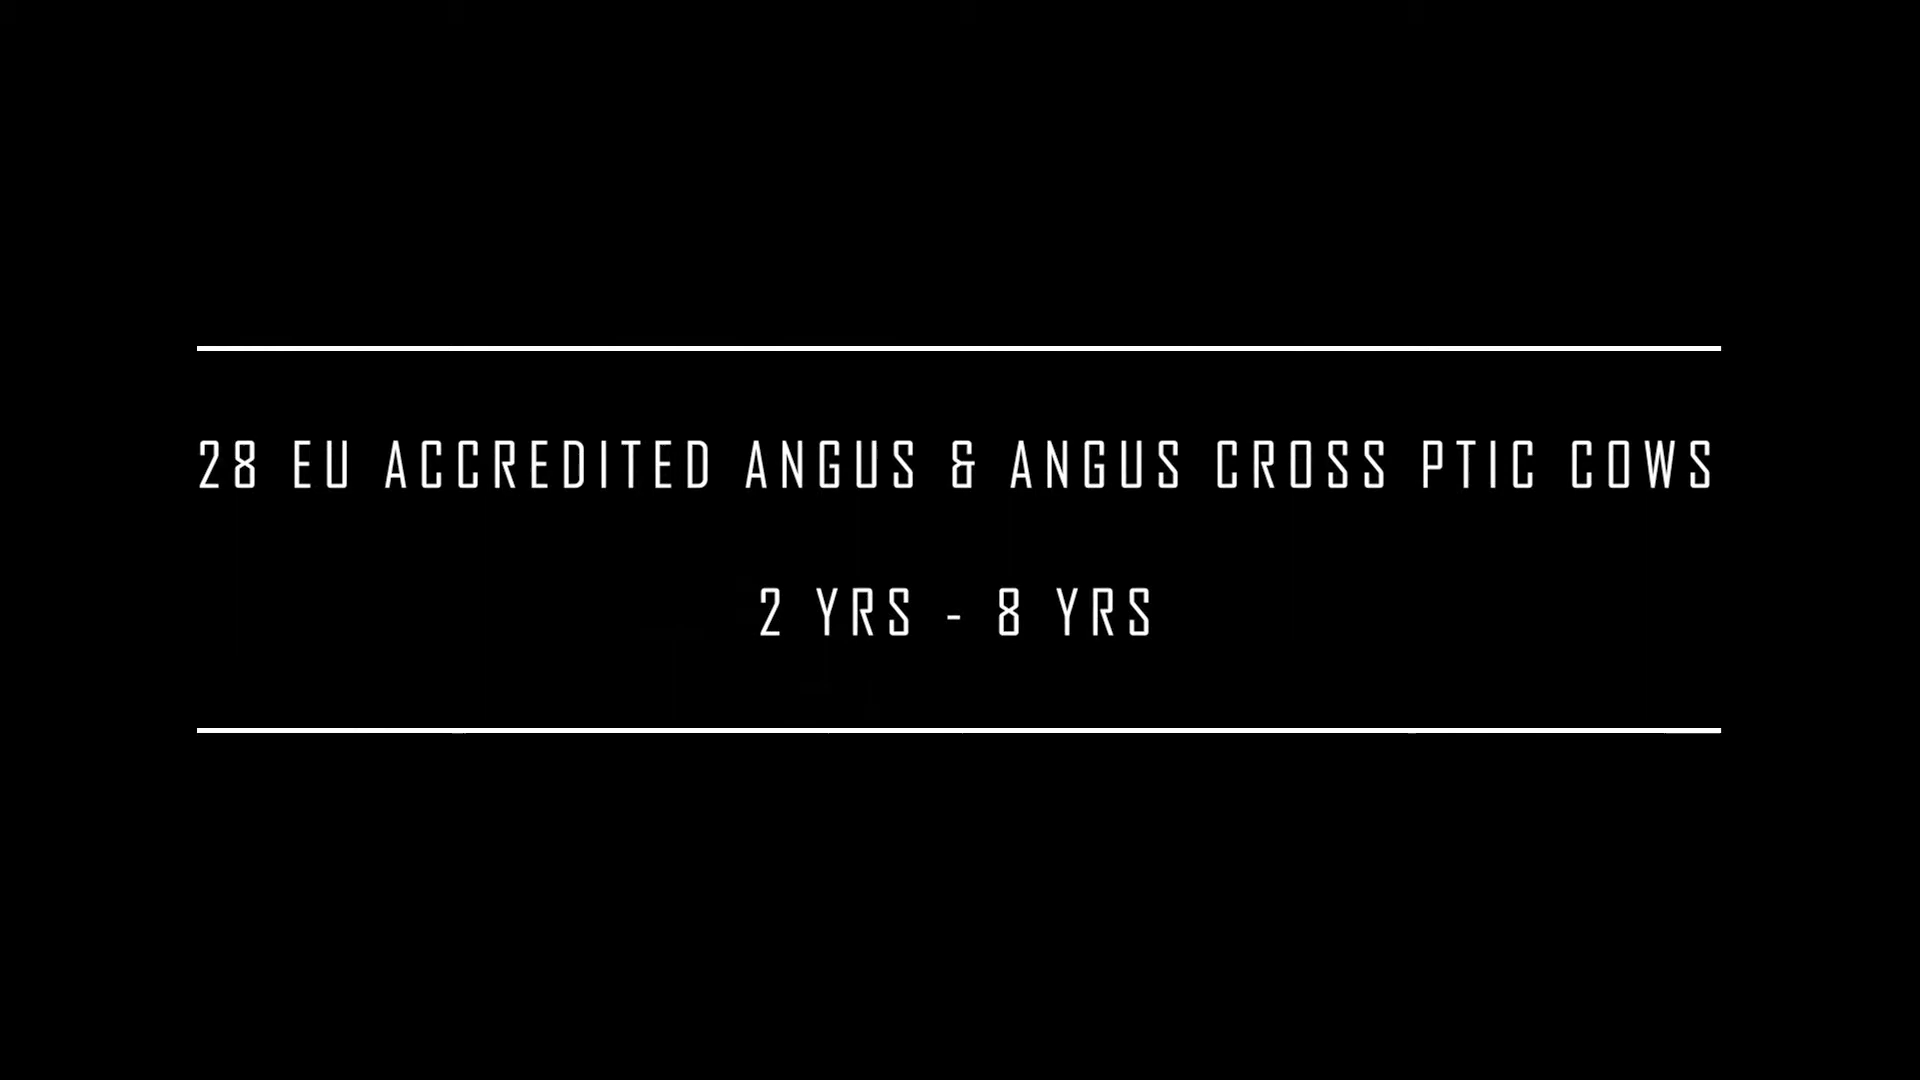 28 EU ACCREDITED ANGUS & ANGUS CROSS PTIC COWS
2 YRS - 8 YRS